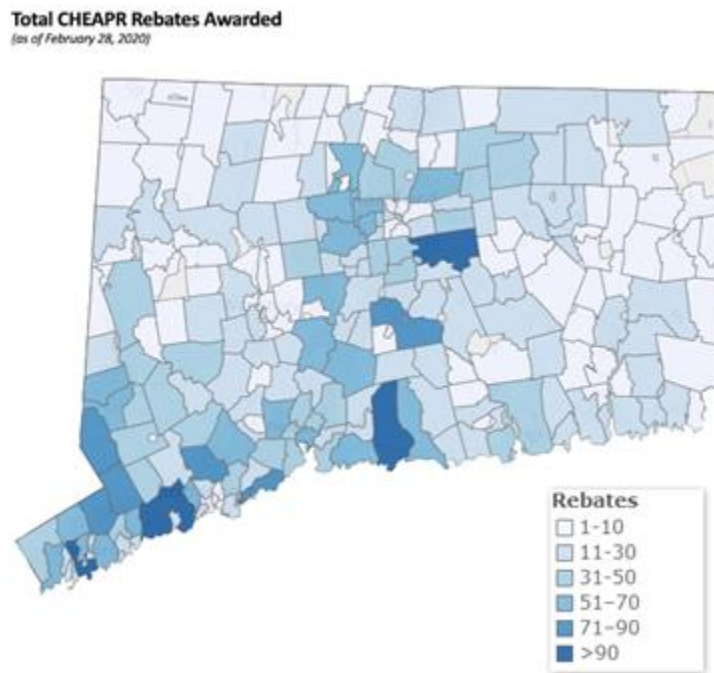 Total CHEAPR Rebates Awarded
(as of February 28, 2020)
Rebates
1-10
11-30
31-50
51–70
71–90
>90